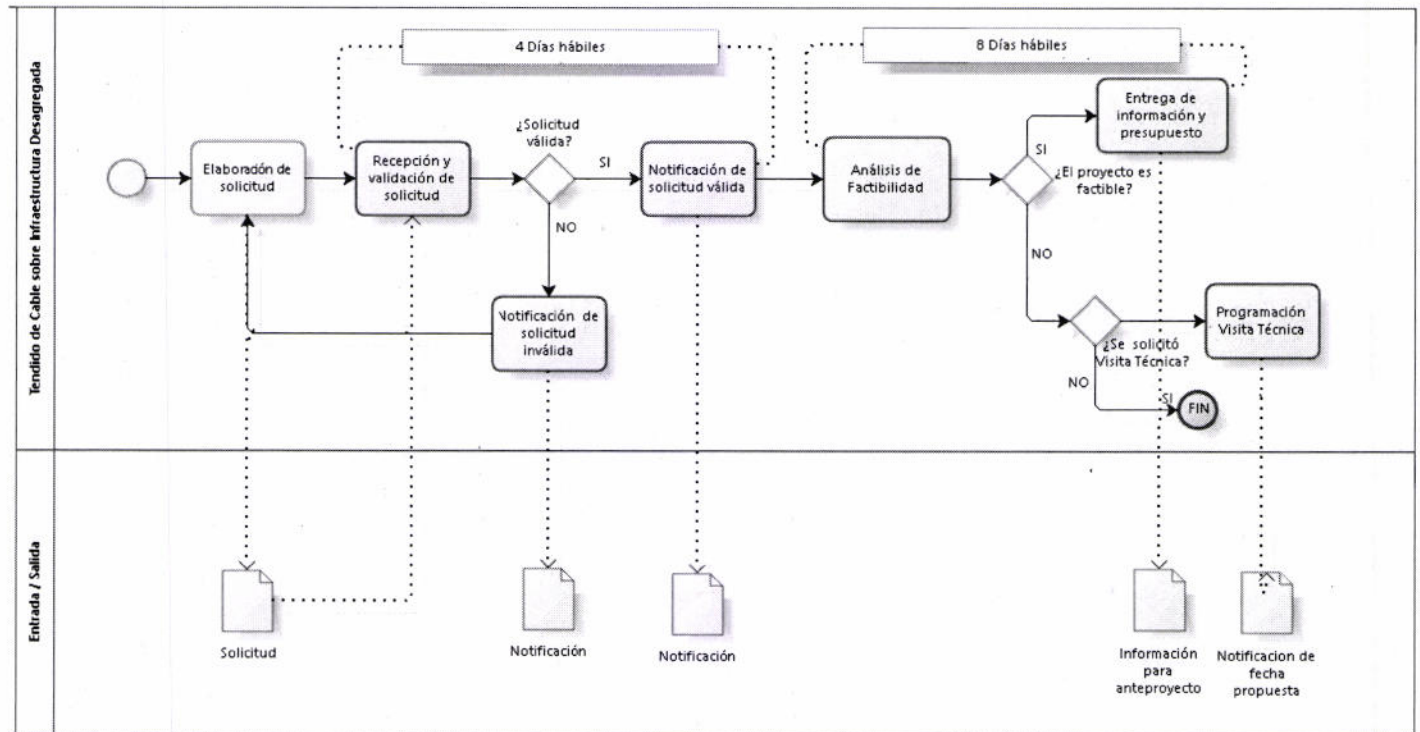 Tendido de Cable sobre Infraestructura Desagregada
4 Días hábiles
8 Días hábiles
Elaboración de
solicitud
Recepción y
validación de
solicitud
¿Solicitud
válida?
SI
NO
Notificación de
solicitud válida
Notificación de
solicitud
inválida
Análisis de
Factibilidad
SI
¿El proyecto es
factible?
NO
Entrega de
información y
presupuesto
¿Se solicitó
Visita Técnica?
NO
SI
FIN
Programación
Visita Técnica
Entrada / Salida
Solicitud
Notificación
Notificación
Información
para
anteproyecto
Notificacion de
fecha
propuesta